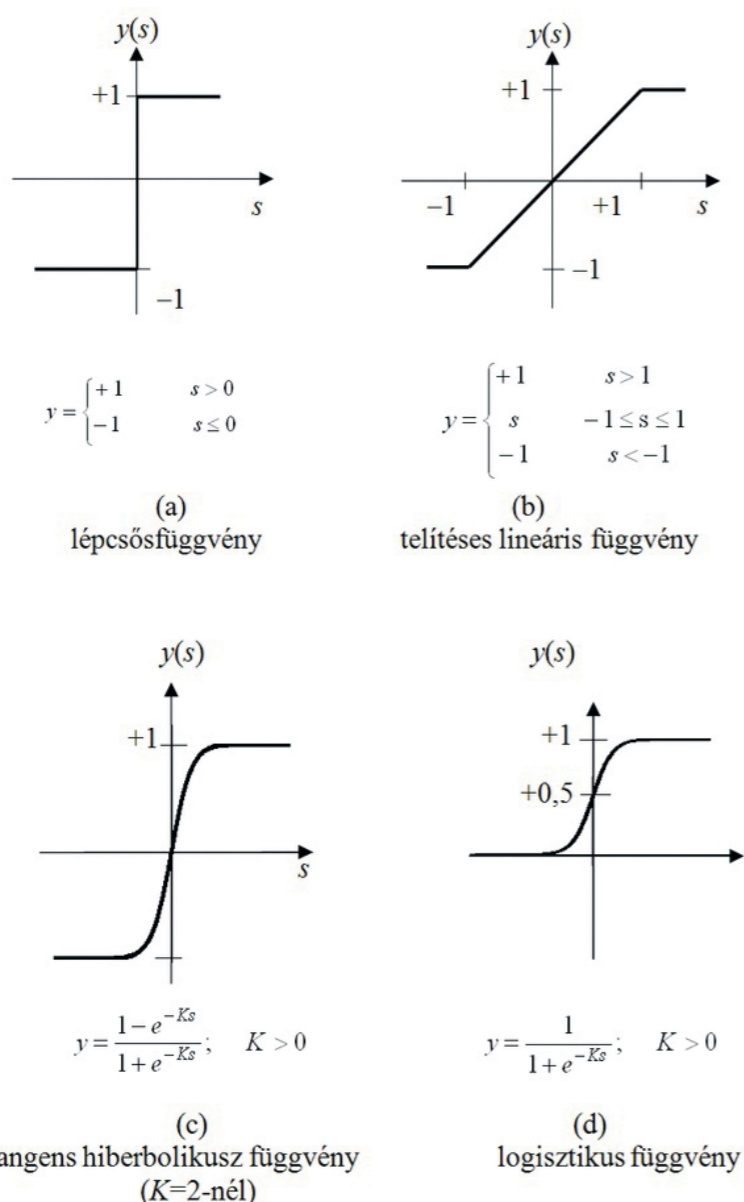 y(s)
+1
s
−1
y = { +1 s > 0
−1 s ≤ 0
(a)
lépcsősfüggvény
y(s)
+1
−1
+1
s
−1
y = { +1 s > 1
s −1 ≤ s ≤ 1
−1 s < −1
(b)
telítéses lineáris függvény
y(s)
+1
s
y = (1 − e^{−Ks}) / (1 + e^{−Ks}); K > 0
(c)
angens hiberbolikusz függvény
(K=2-nél)
y(s)
+1
+0,5
y = 1 / (1 + e^{−Ks}); K > 0
(d)
logisztikus függvény